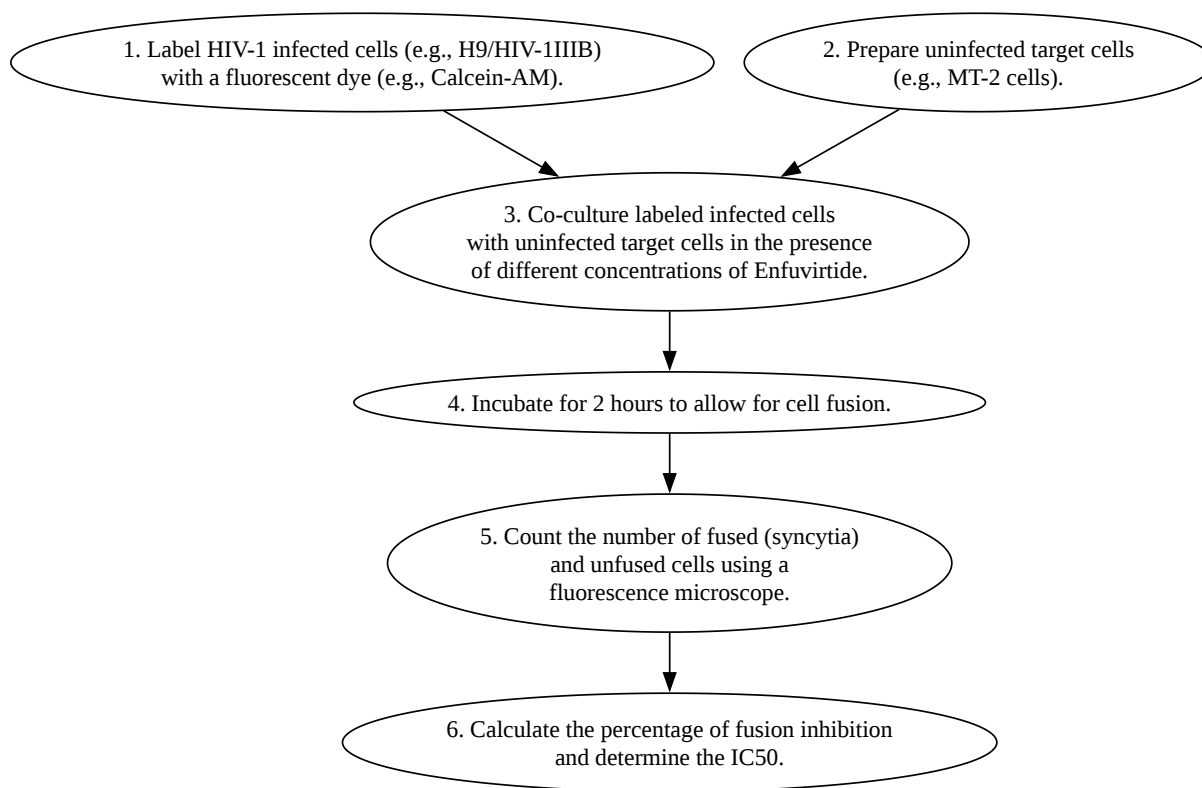 1. Label HIV-1 infected cells (e.g., H9/HIV-1IIIB)
with a fluorescent dye (e.g., Calcein-AM).
2. Prepare uninfected target cells
(e.g., MT-2 cells).
3. Co-culture labeled infected cells
with uninfected target cells in the presence
of different concentrations of Enfuvirtide.
4. Incubate for 2 hours to allow for cell fusion.
5. Count the number of fused (syncytia)
and unfused cells using a
fluorescence microscope.
6. Calculate the percentage of fusion inhibition
and determine the IC50.